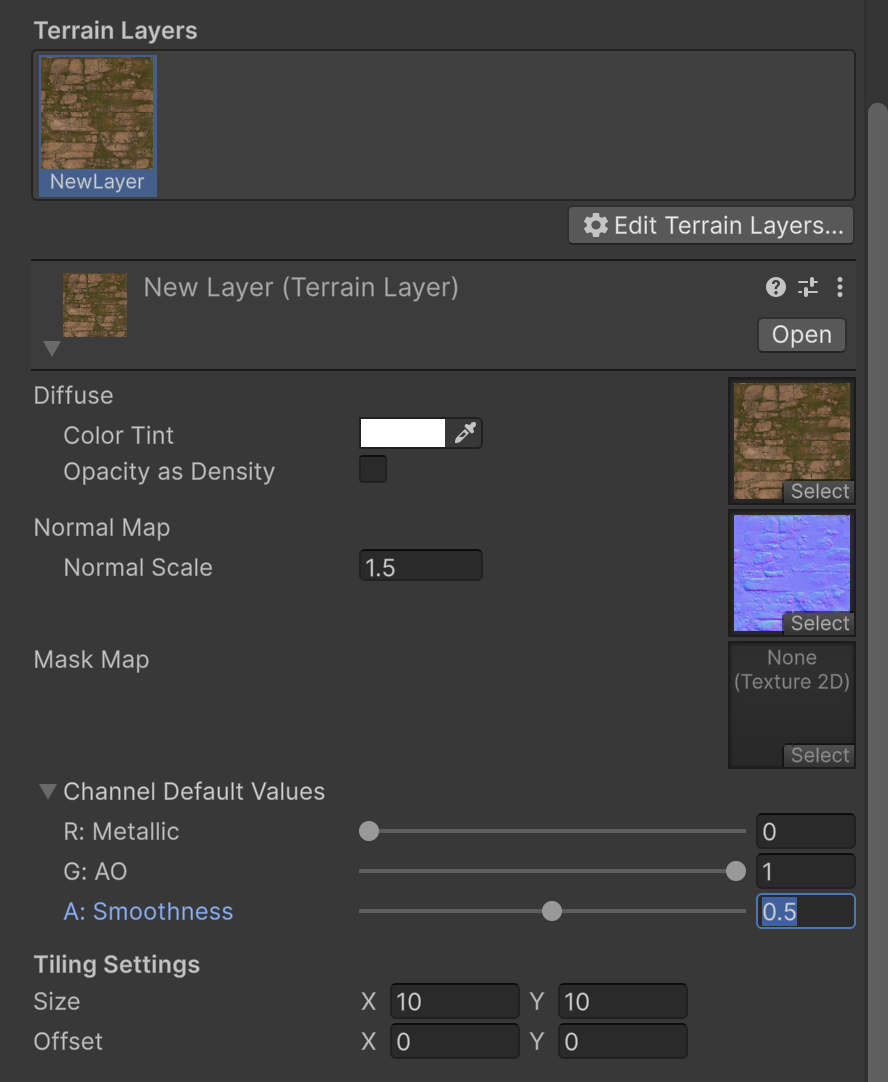 Terrain Layers
NewLayer
Edit Terrain Layers...
New Layer (Terrain Layer)
Open
Diffuse
Color Tint
Opacity as Density
Select
Normal Map
Normal Scale 1.5
Select
Mask Map
None
(Texture 2D)
Select
Channel Default Values
R: Metallic 0
G: AO 1
A: Smoothness 0.5
Tiling Settings
Size X 10 Y 10
Offset X 0 Y 0